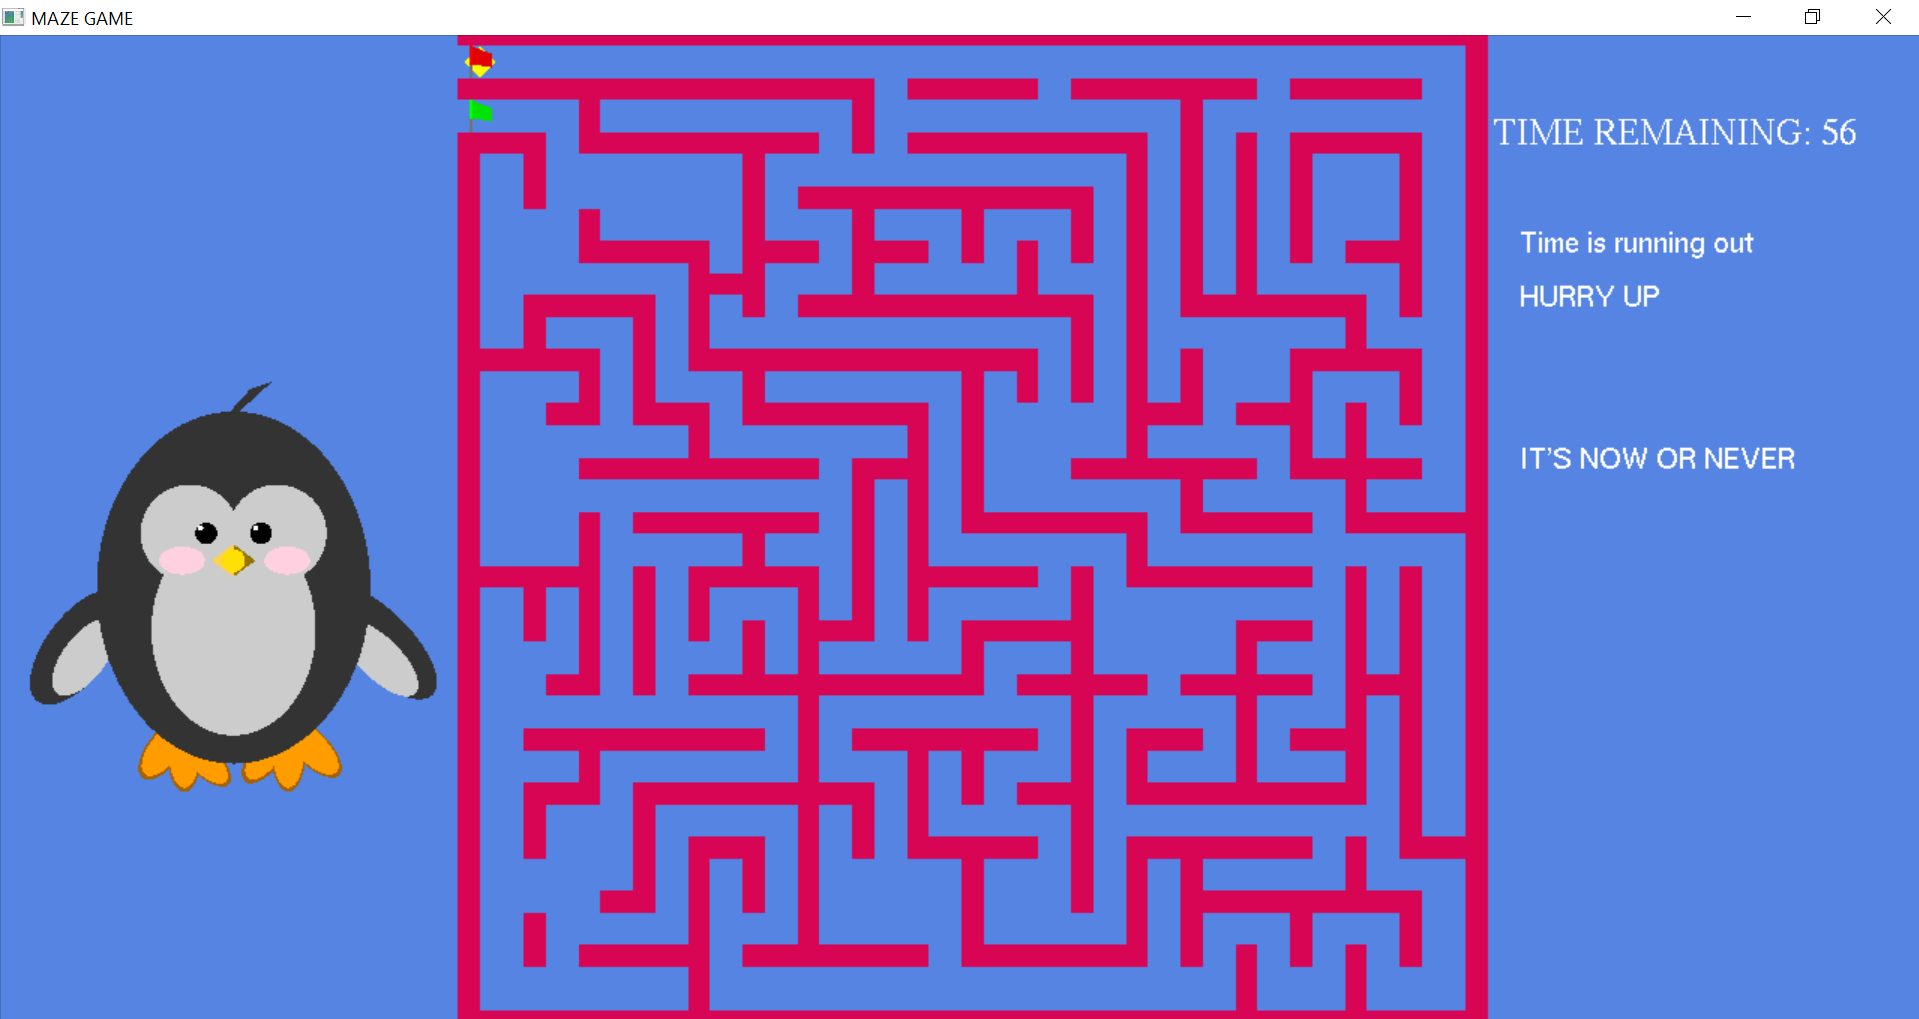 MAZE GAME
TIME REMAINING: 56
Time is running out
HURRY UP
IT'S NOW OR NEVER